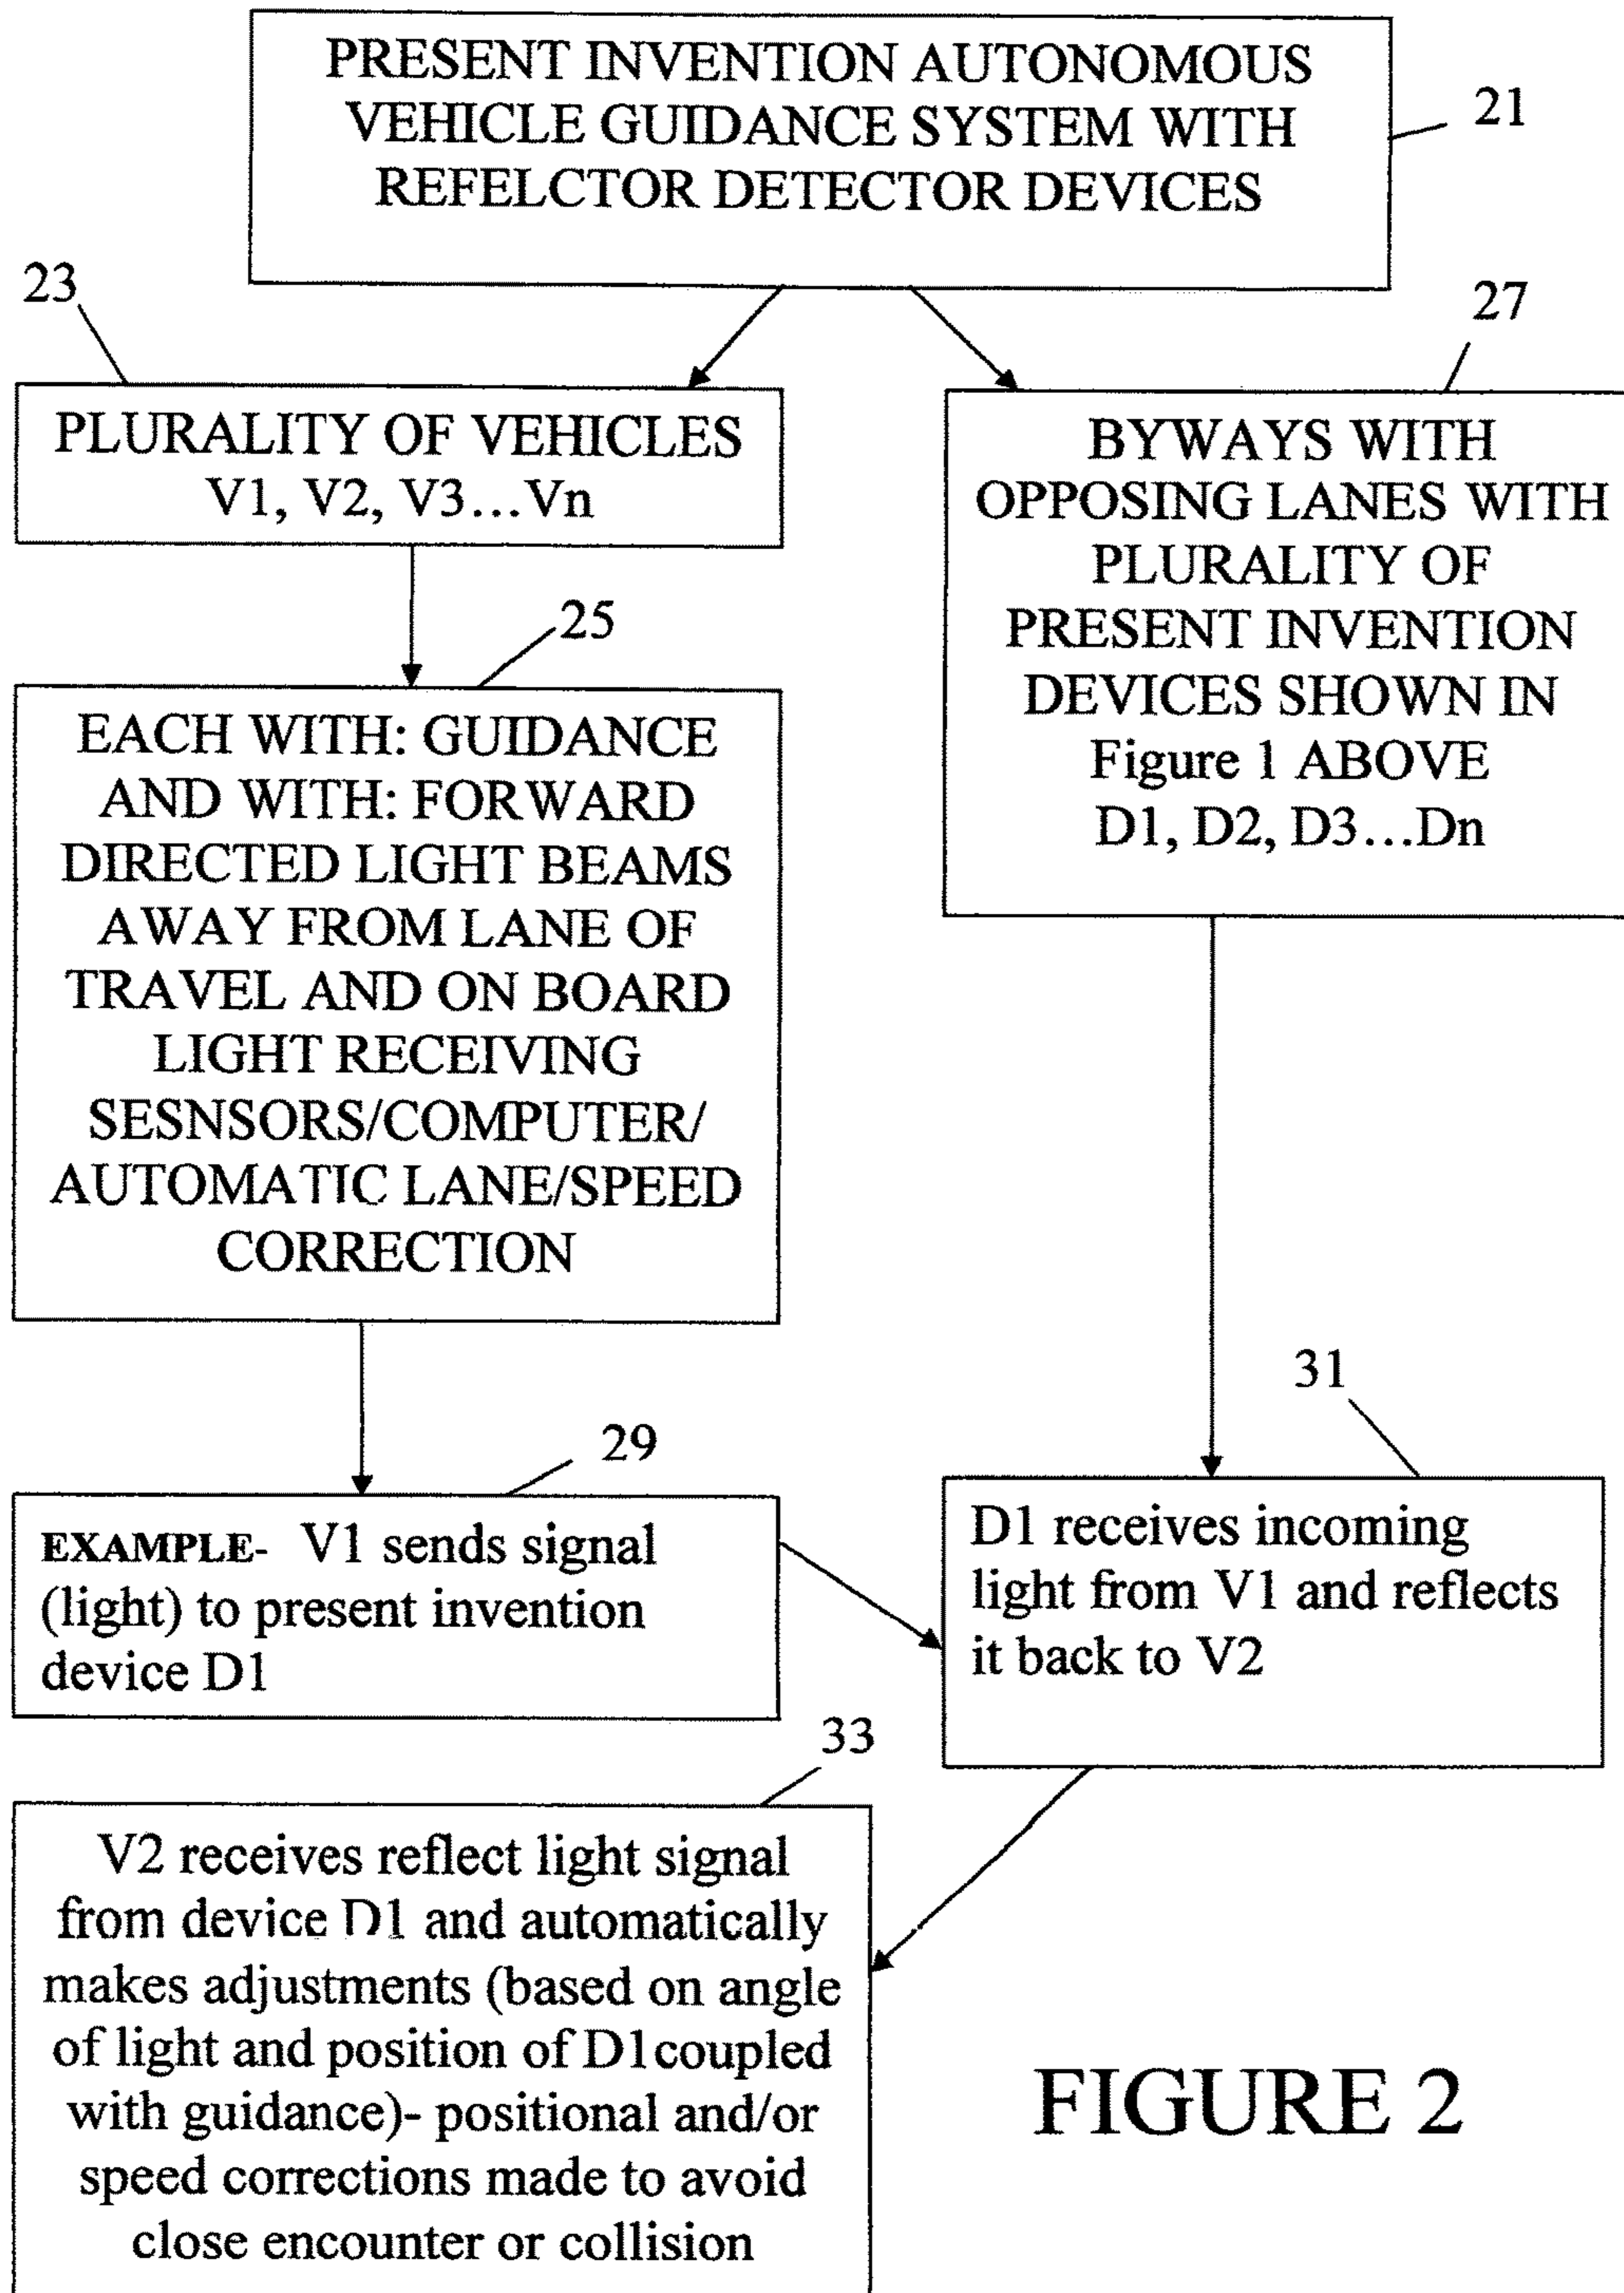 PRESENT INVENTION AUTONOMOUS
VEHICLE GUIDANCE SYSTEM WITH
REFELCTOR DETECTOR DEVICES
21
23
PLURALITY OF VEHICLES
V1, V2, V3...Vn
27
BYWAYS WITH
OPPOSING LANES WITH
PLURALITY OF
PRESENT INVENTION
DEVICES SHOWN IN
Figure 1 ABOVE
D1, D2, D3...Dn
25
EACH WITH: GUIDANCE
AND WITH: FORWARD
DIRECTED LIGHT BEAMS
AWAY FROM LANE OF
TRAVEL AND ON BOARD
LIGHT RECEIVING
SESNSORS/COMPUTER/
AUTOMATIC LANE/SPEED
CORRECTION
29
EXAMPLE- V1 sends signal
(light) to present invention
device D1
31
D1 receives incoming
light from V1 and reflects
it back to V2
33
V2 receives reflect light signal
from device D1 and automatically
makes adjustments (based on angle
of light and position of D1coupled
with guidance)- positional and/or
speed corrections made to avoid
close encounter or collision
FIGURE 2